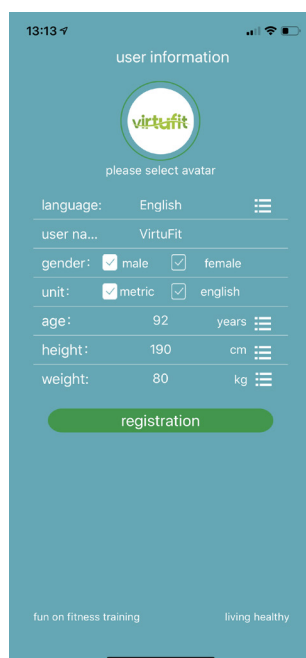 13:13
user information
virtufit
please select avatar
language: English
user na... VirtuFit
gender: male female
unit: metric english
age: 92 years
height: 190 cm
weight: 80 kg
registration
fun on fitness training living healthy